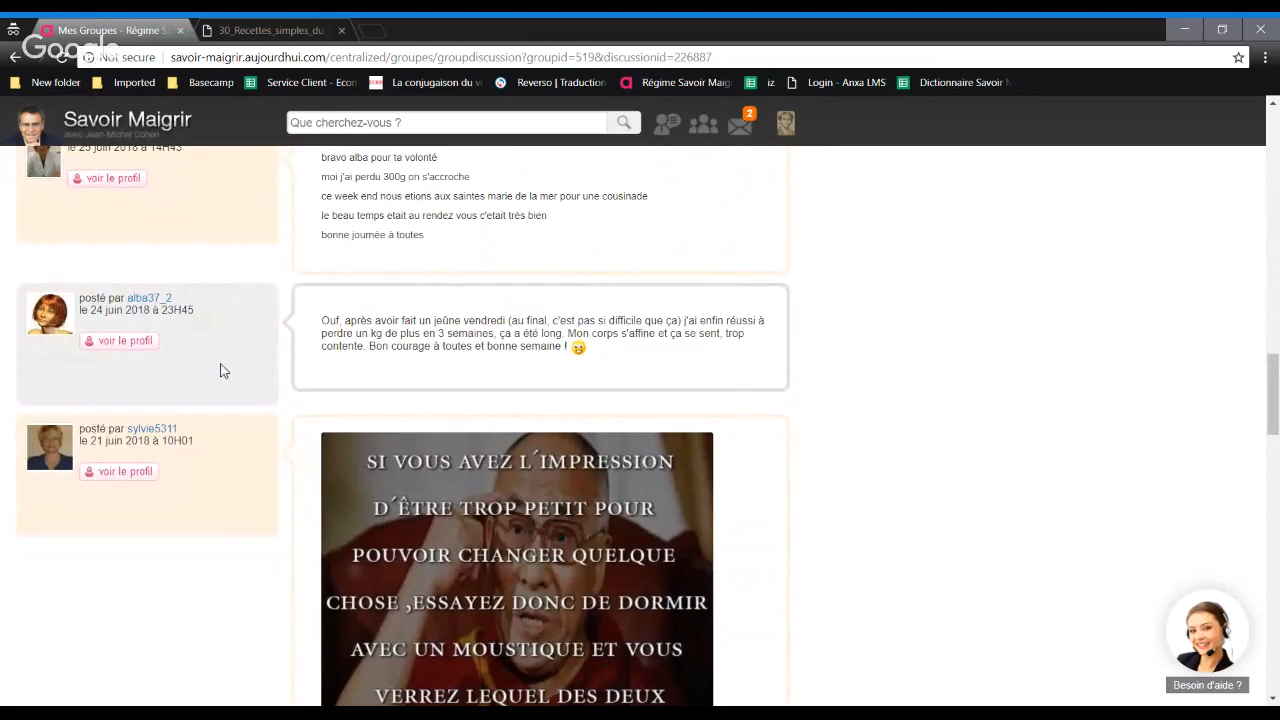 Mes Groupes - Régime S
30_Recettes_simples_du
Google
Not secure
savoir-maigrir.aujourdhui.com/centralized/groupes/groupdiscussion?groupid=519&discussionid=226887
New folder
Imported
Basecamp
Service Client - Econ
La conjugaison du v
Reverso | Traduction
Régime Savoir Maig
iz
Login - Anxa LMS
Dictionnaire Savoir
Savoir Maigrir
avec Jean-Michel Cohen
Que cherchez-vous ?
2
le 25 juin 2018 à 14H43
voir le profil
bravo alba pour ta volonté
moi j'ai perdu 300g on s'accroche
ce week end nous etions aux saintes marie de la mer pour une cousinade
le beau temps etait au rendez vous c'etait très bien
bonne journée à toutes
posté par alba37_2
le 24 juin 2018 à 23H45
voir le profil
Ouf, après avoir fait un jeûne vendredi (au final, c'est pas si difficile que ça) j'ai enfin réussi à
perdre un kg de plus en 3 semaines, ça a été long. Mon corps s'affine et ça se sent, trop
contente. Bon courage à toutes et bonne semaine !
posté par sylvie5311
le 21 juin 2018 à 10H01
voir le profil
SI VOUS AVEZ L´IMPRESSION
D´ÊTRE TROP PETIT POUR
POUVOIR CHANGER QUELQUE
CHOSE ,ESSAYEZ DONC DE DORMIR
AVEC UN MOUSTIQUE ET VOUS
VERREZ LEQUEL DES DEUX
Besoin d'aide ?